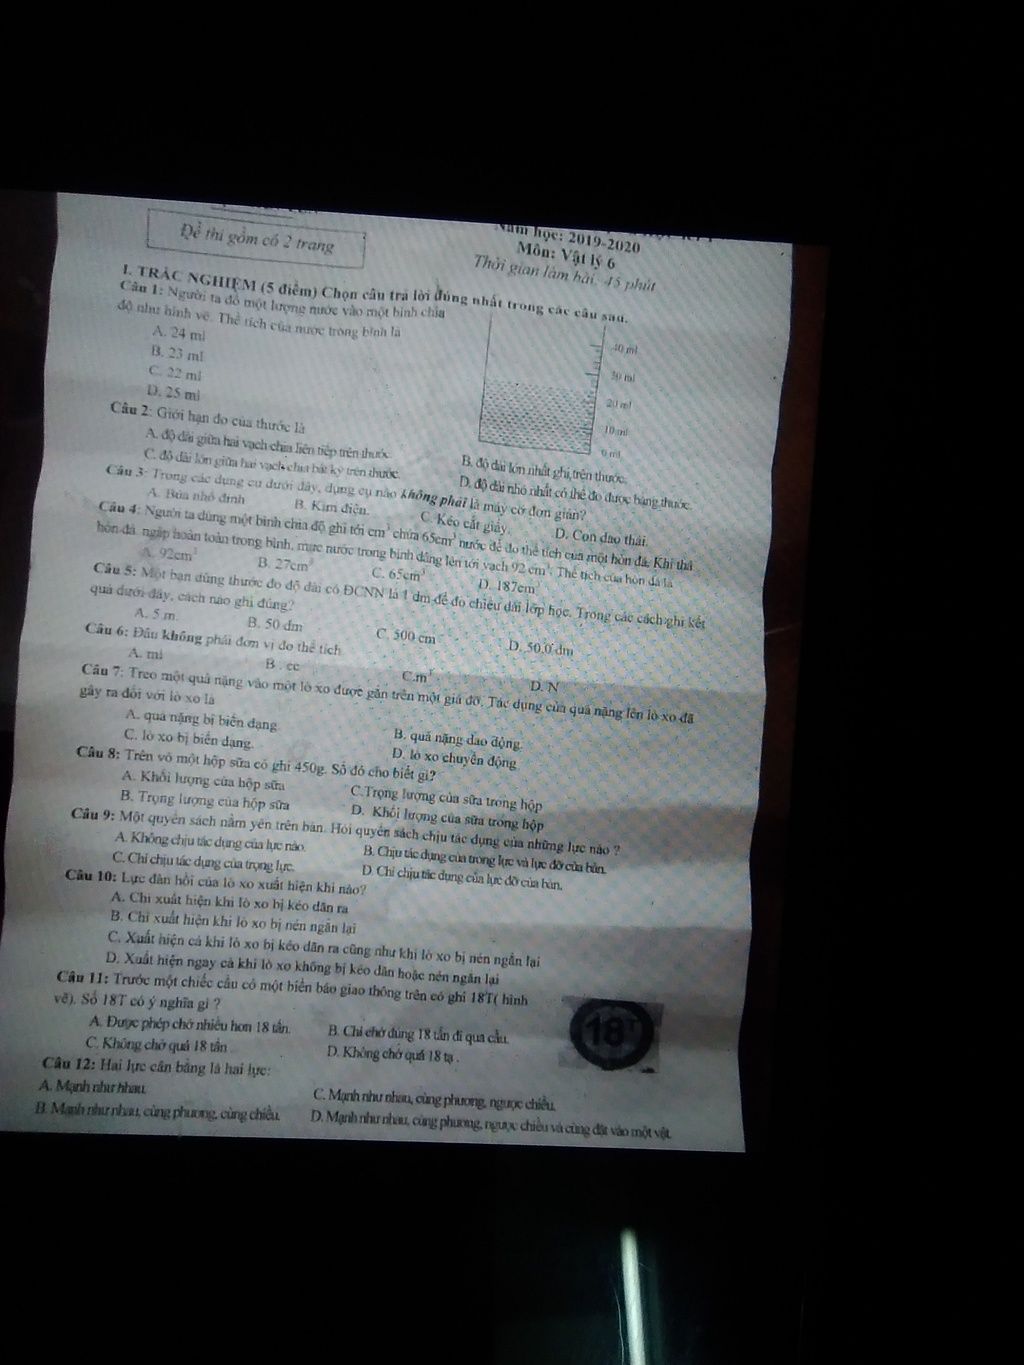 Năm học: 2019-2020
Đề thi gồm có 2 trang
Môn: Vật lý 6
Thời gian làm bài: 45 phút
I. TRẮC NGHIỆM (5 điểm) Chọn câu trả lời đúng nhất trong các câu sau.
Câu 1: Người ta đổ một lượng nước vào một bình chia
độ như hình vẽ. Thể tích của nước trong bình là
A. 24 ml
B. 23 ml
C. 22 ml
D. 25 ml
40 ml
30 ml
20 ml
10 ml
0 ml
Câu 2: Giới hạn đo của thước là
A. độ dài giữa hai vạch chia liên tiếp trên thước.
B. độ dài lớn nhất ghi trên thước.
C. độ dài lớn giữa hai vạch chia bất kỳ trên thước.
D. độ dài nhỏ nhất có thể đo được bằng thước.
Câu 3: Trong các dụng cụ dưới đây, dụng cụ nào không phải là máy cơ đơn giản?
A. Búa nhổ đinh
B. Kim điện.
C. Kéo cắt giấy.
D. Con dao thái.
Câu 4: Người ta dùng một bình chia độ ghi tới cm³ chứa 65cm³ nước để đo thể tích của một hòn đá. Khi thả
hòn đá ngập hoàn toàn trong bình, mực nước trong bình dâng lên tới vạch 92 cm³. Thể tích của hòn đá là
A. 92cm³
B. 27cm³
C. 65cm³
D. 187cm³
Câu 5: Một bạn dùng thước đo độ dài có ĐCNN là 1 dm để đo chiều dài lớp học. Trong các cách ghi kết
quả dưới đây, cách nào ghi đúng?
A. 5 m
B. 50 dm
C. 500 cm
D. 50,0 dm
Câu 6: Đâu không phải đơn vị đo thể tích
A. ml
B . cc
C.m³
D. N
Câu 7: Treo một quả nặng vào một lò xo được gắn trên một giá đỡ. Tác dụng của quả nặng lên lò xo đã
gây ra đối với lò xo là
A. quả nặng bị biến dạng
B. quả nặng dao động.
C. lò xo bị biến dạng.
D. lò xo chuyển động
Câu 8: Trên vỏ một hộp sữa có ghi 450g. Số đó cho biết gì?
A. Khối lượng của hộp sữa
C.Trọng lượng của sữa trong hộp
B. Trọng lượng của hộp sữa
D. Khối lượng của sữa trong hộp
Câu 9: Một quyển sách nằm yên trên bàn. Hỏi quyển sách chịu tác dụng của những lực nào ?
A. Không chịu tác dụng của lực nào.
B. Chịu tác dụng của trọng lực và lực đỡ của bàn.
C. Chỉ chịu tác dụng của trọng lực.
D. Chỉ chịu tác dụng của lực đỡ của bàn.
Câu 10: Lực đàn hồi của lò xo xuất hiện khi nào?
A. Chỉ xuất hiện khi lò xo bị kéo dãn ra
B. Chỉ xuất hiện khi lò xo bị nén ngắn lại
C. Xuất hiện cả khi lò xo bị kéo dãn ra cũng như khi lò xo bị nén ngắn lại
D. Xuất hiện ngay cả khi lò xo không bị kéo dãn hoặc nén ngắn lại
Câu 11: Trước một chiếc cầu có một biển báo giao thông trên có ghi 18T( hình
vẽ). Số 18T có ý nghĩa gì ?
A. Được phép chở nhiều hơn 18 tấn.
B. Chỉ chở đúng 18 tấn đi qua cầu.
C. Không chở quá 18 tấn
D. Không chở quá 18 tạ .
18T
Câu 12: Hai lực cân bằng là hai lực:
A. Mạnh như nhau.
C. Mạnh như nhau, cùng phương, ngược chiều.
B. Mạnh như nhau, cùng phương, cùng chiều.
D. Mạnh như nhau, cùng phương, ngược chiều và cùng đặt vào một vật.